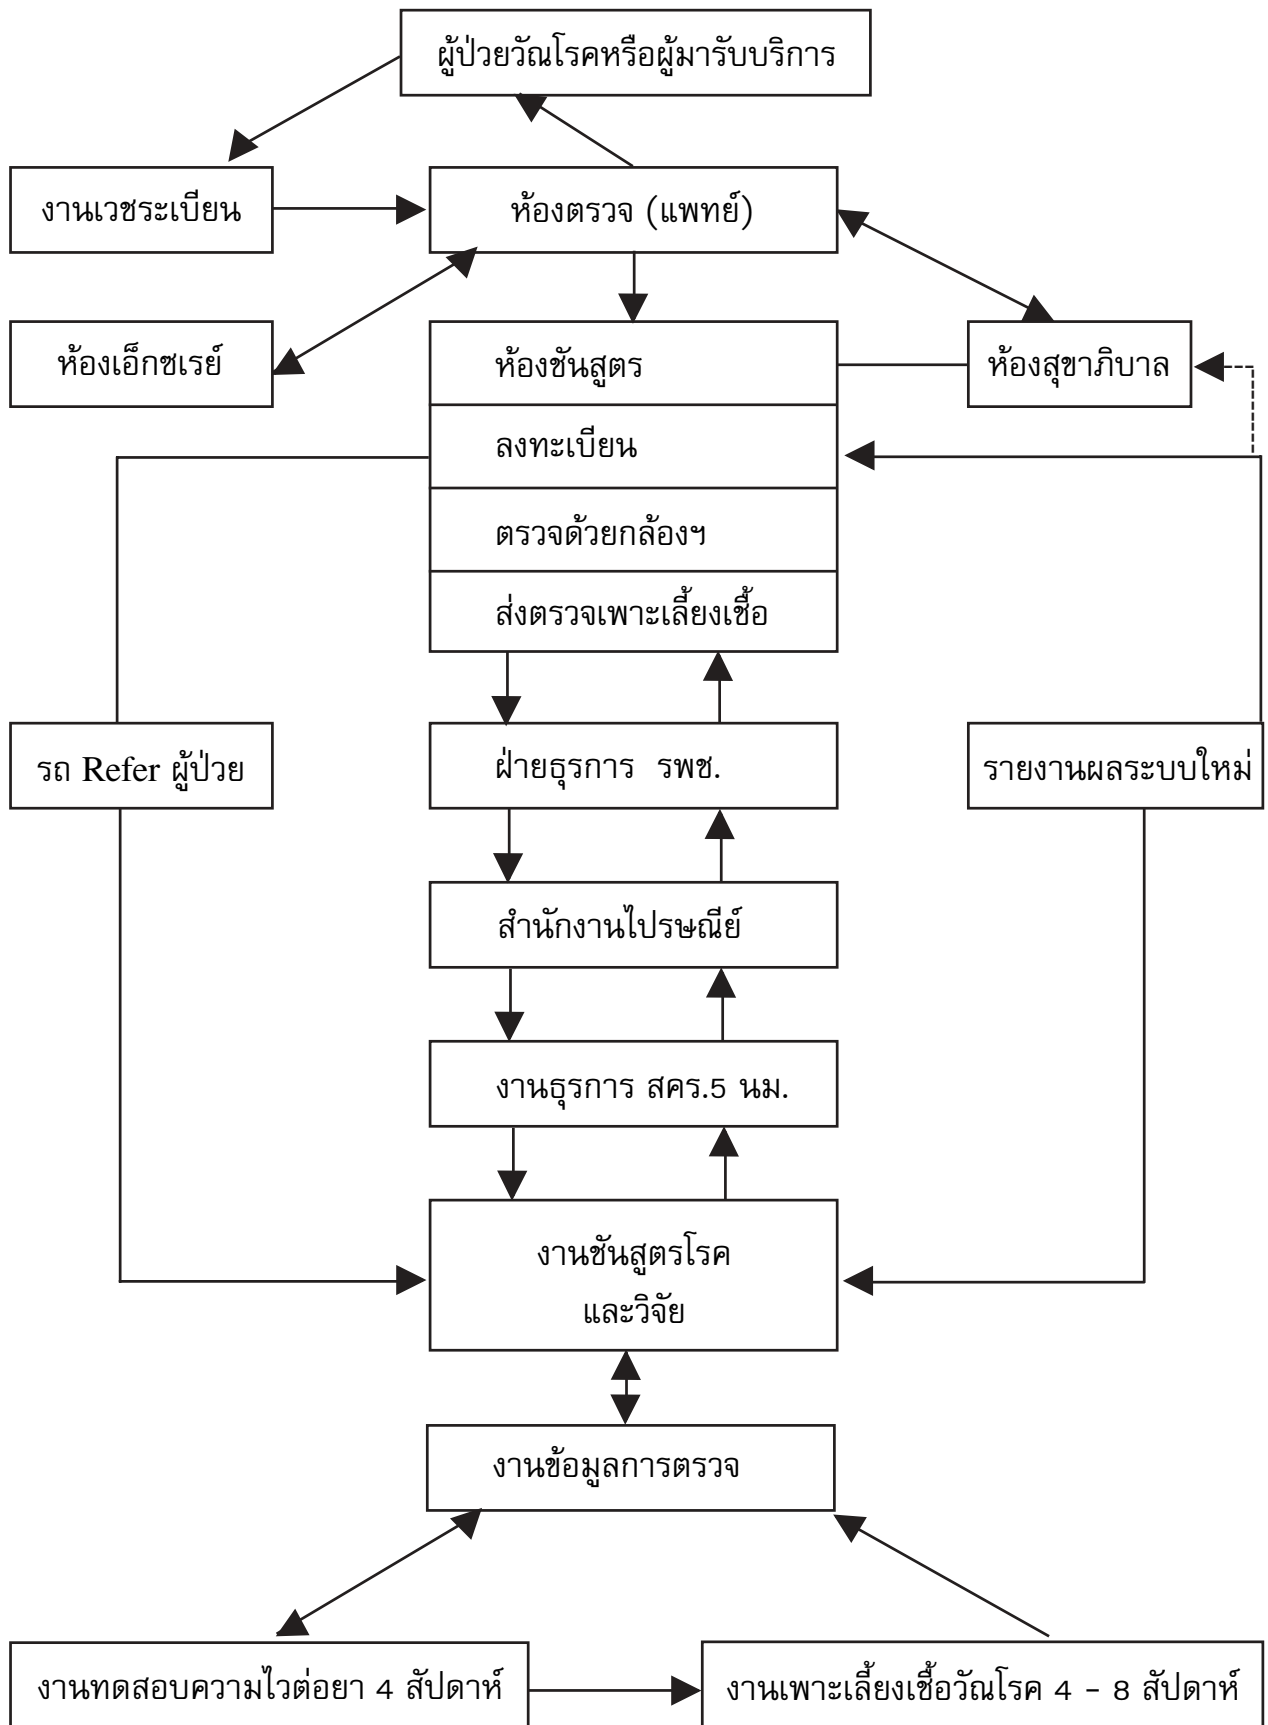 ผู้ป่วยวัณโรคหรือผู้มารับบริการ
งานเวชระเบียน
ห้องตรวจ (แพทย์)
ห้องเอ็กซเรย์
ห้องชันสูตร
ห้องสุขาภิบาล
ลงทะเบียน
ตรวจด้วยกล้องฯ
ส่งตรวจเพาะเลี้ยงเชื้อ
รถ Refer ผู้ป่วย
ฝ่ายธุรการ รพช.
รายงานผลระบบใหม่
สำนักงานไปรษณีย์
งานธุรการ สคร.5 นม.
งานชันสูตรโรค
และวิจัย
งานข้อมูลการตรวจ
งานทดสอบความไวต่อยา 4 สัปดาห์
งานเพาะเลี้ยงเชื้อวัณโรค 4 - 8 สัปดาห์